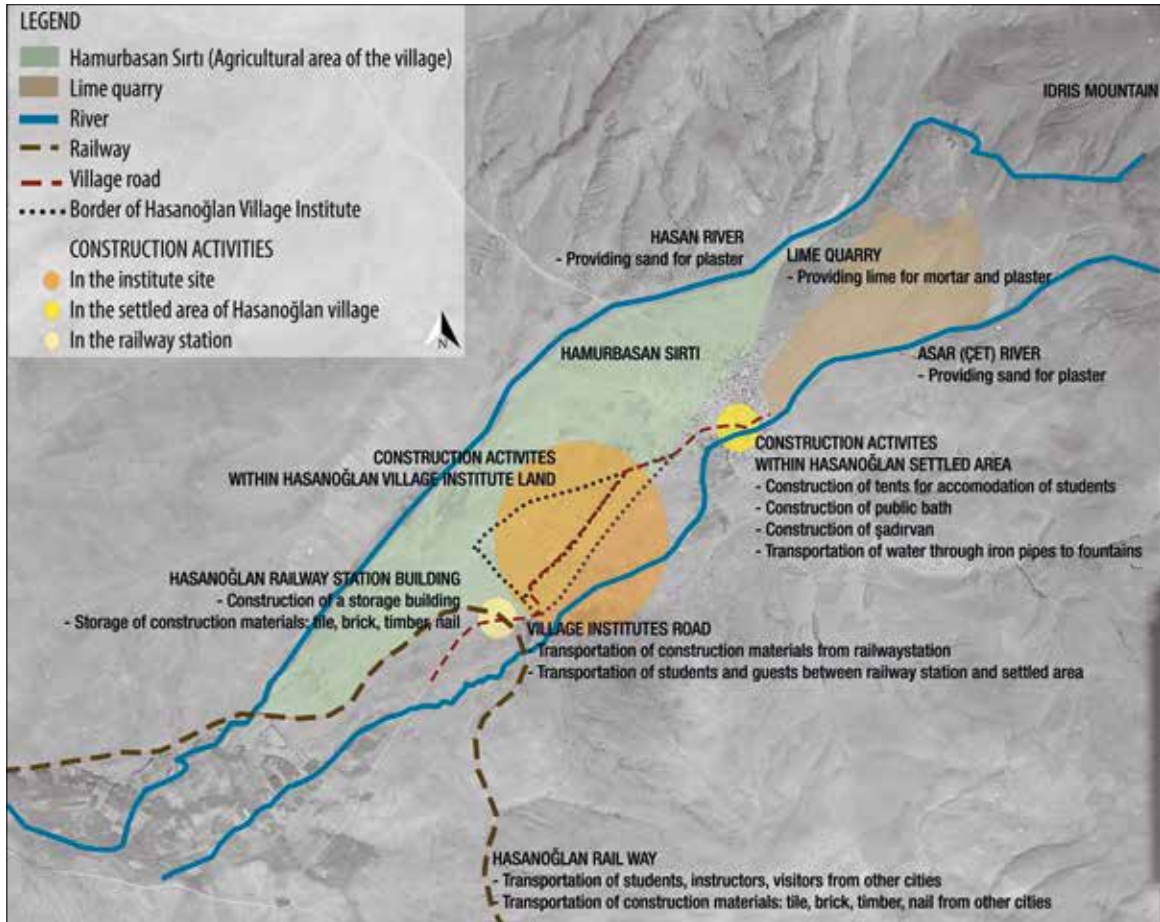 LEGEND
Hamurbasan Sırtı (Agricultural area of the village)
Lime quarry
River
Railway
Village road
Border of Hasanoğlan Village Institute
CONSTRUCTION ACTIVITIES
In the institute site
In the settled area of Hasanoğlan village
In the railway station
N
IDRIS MOUNTAIN
HASAN RIVER
- Providing sand for plaster
LIME QUARRY
- Providing lime for mortar and plaster
HAMURBASAN SIRTI
ASAR (ÇET) RIVER
- Providing sand for plaster
CONSTRUCTION ACTIVITES
WITHIN HASANOĞLAN VILLAGE INSTITUTE LAND
CONSTRUCTION ACTIVITES
WITHIN HASANOĞLAN SETTLED AREA
- Construction of tents for accomodation of students
- Construction of public bath
- Construction of şadırvan
- Transportation of water through iron pipes to fountains
HASANOĞLAN RAILWAY STATION BUILDING
- Construction of a storage building
- Storage of construction materials: tile, brick, timber, nail
VILLAGE INSTITUTES ROAD
- Transportation of construction materials from railwaystation
- Transportation of students and guests between railway station and settled area
HASANOĞLAN RAIL WAY
- Transportation of students, instructors, visitors from other cities
- Transportation of construction materials: tile, brick, timber, nail from other cities